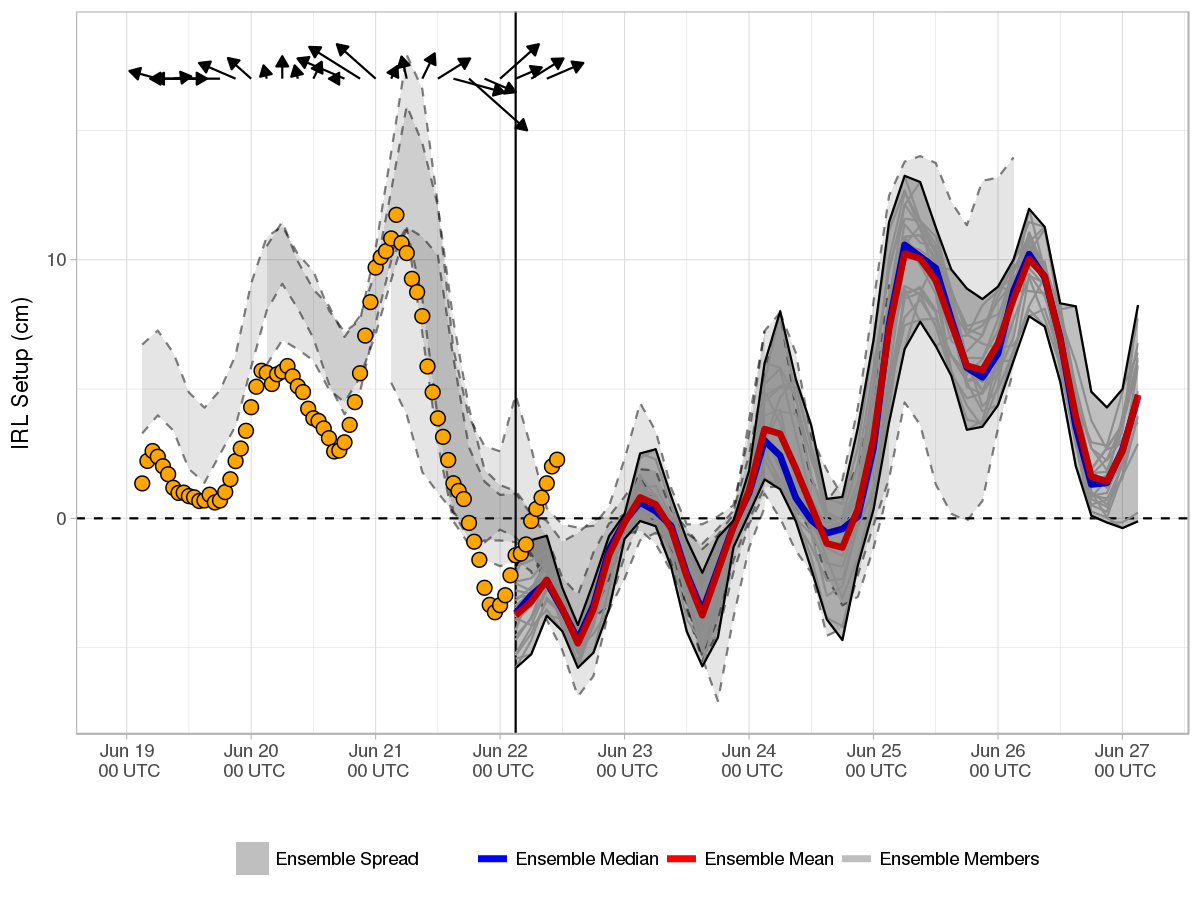 IRL Setup (cm)
10
0
Jun 19 Jun 20 Jun 21 Jun 22 Jun 23 Jun 24 Jun 25 Jun 26 Jun 27
00 UTC 00 UTC 00 UTC 00 UTC 00 UTC 00 UTC 00 UTC 00 UTC 00 UTC
Ensemble Spread Ensemble Median Ensemble Mean Ensemble Members